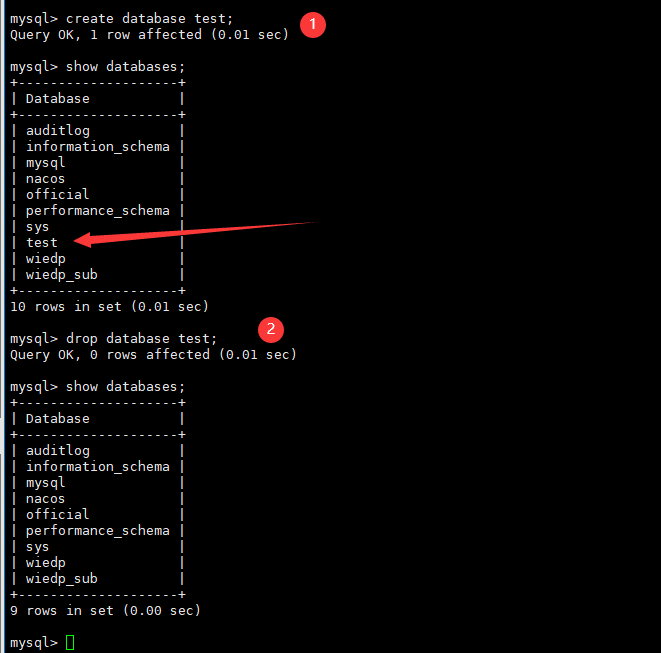 mysql> create database test;
Query OK, 1 row affected (0.01 sec)
1
mysql> show databases;
+--------------------+
| Database           |
+--------------------+
| auditlog           |
| information_schema |
| mysql              |
| nacos              |
| official           |
| performance_schema |
| sys                |
| test               |
| wiedp              |
| wiedp_sub          |
+--------------------+
10 rows in set (0.01 sec)
mysql> drop database test;
2
Query OK, 0 rows affected (0.01 sec)
mysql> show databases;
+--------------------+
| Database           |
+--------------------+
| auditlog           |
| information_schema |
| mysql              |
| nacos              |
| official           |
| performance_schema |
| sys                |
| wiedp              |
| wiedp_sub          |
+--------------------+
9 rows in set (0.00 sec)
mysql>